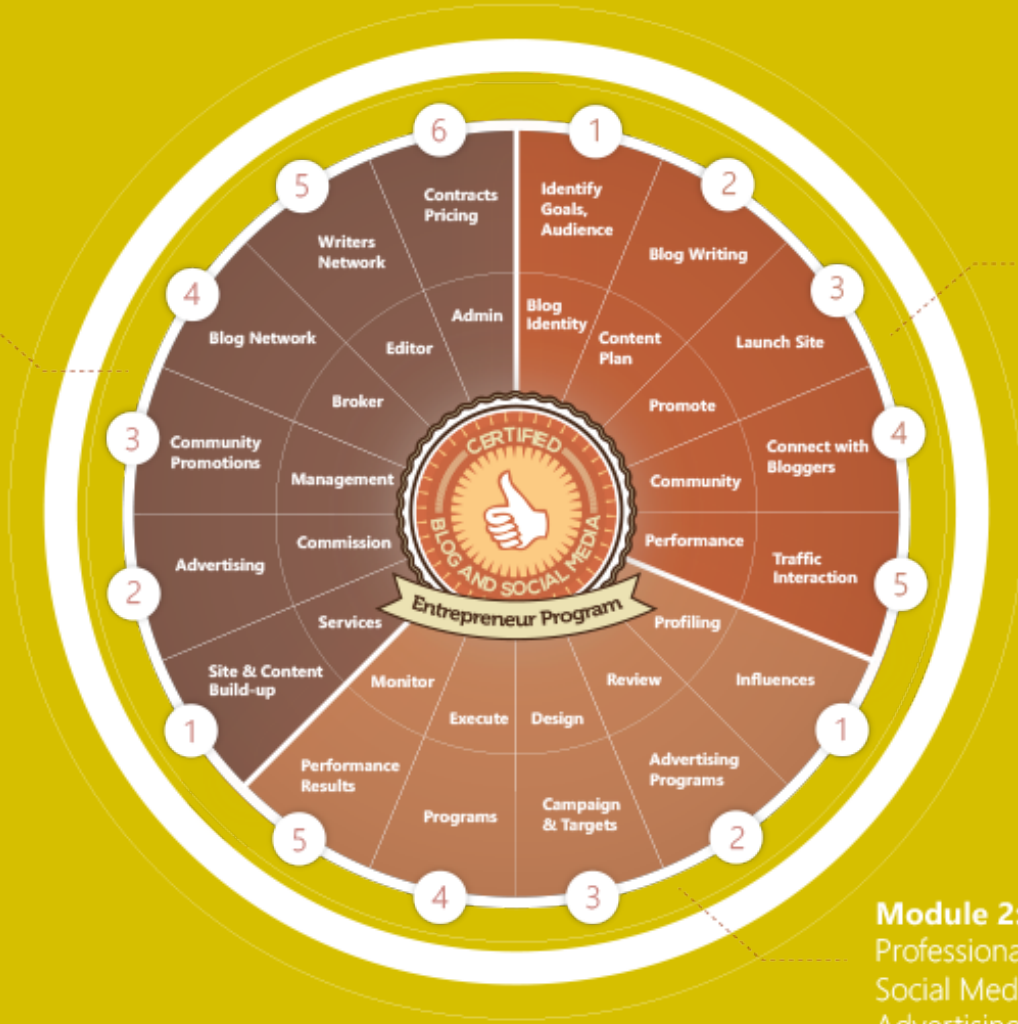 6
1
5
2
4
3
3
4
2
5
1
1
5
2
4
3
Contracts
Pricing
Identify
Goals,
Audience
Writers
Network
Blog Writing
Blog Network
Launch Site
Community
Promotions
Connect with
Bloggers
Advertising
Traffic
Interaction
Site & Content
Build-up
Influences
Performance
Results
Advertising
Programs
Programs
Campaign
& Targets
Admin
Blog
Identity
Editor
Content
Plan
Broker
Promote
Management
Community
Commission
Performance
Services
Profiling
Monitor
Review
Execute
Design
CERTIFIED
BLOG AND SOCIAL MEDIA
Entrepreneur Program
Module 2:
Professiona
Social Med
Advertising